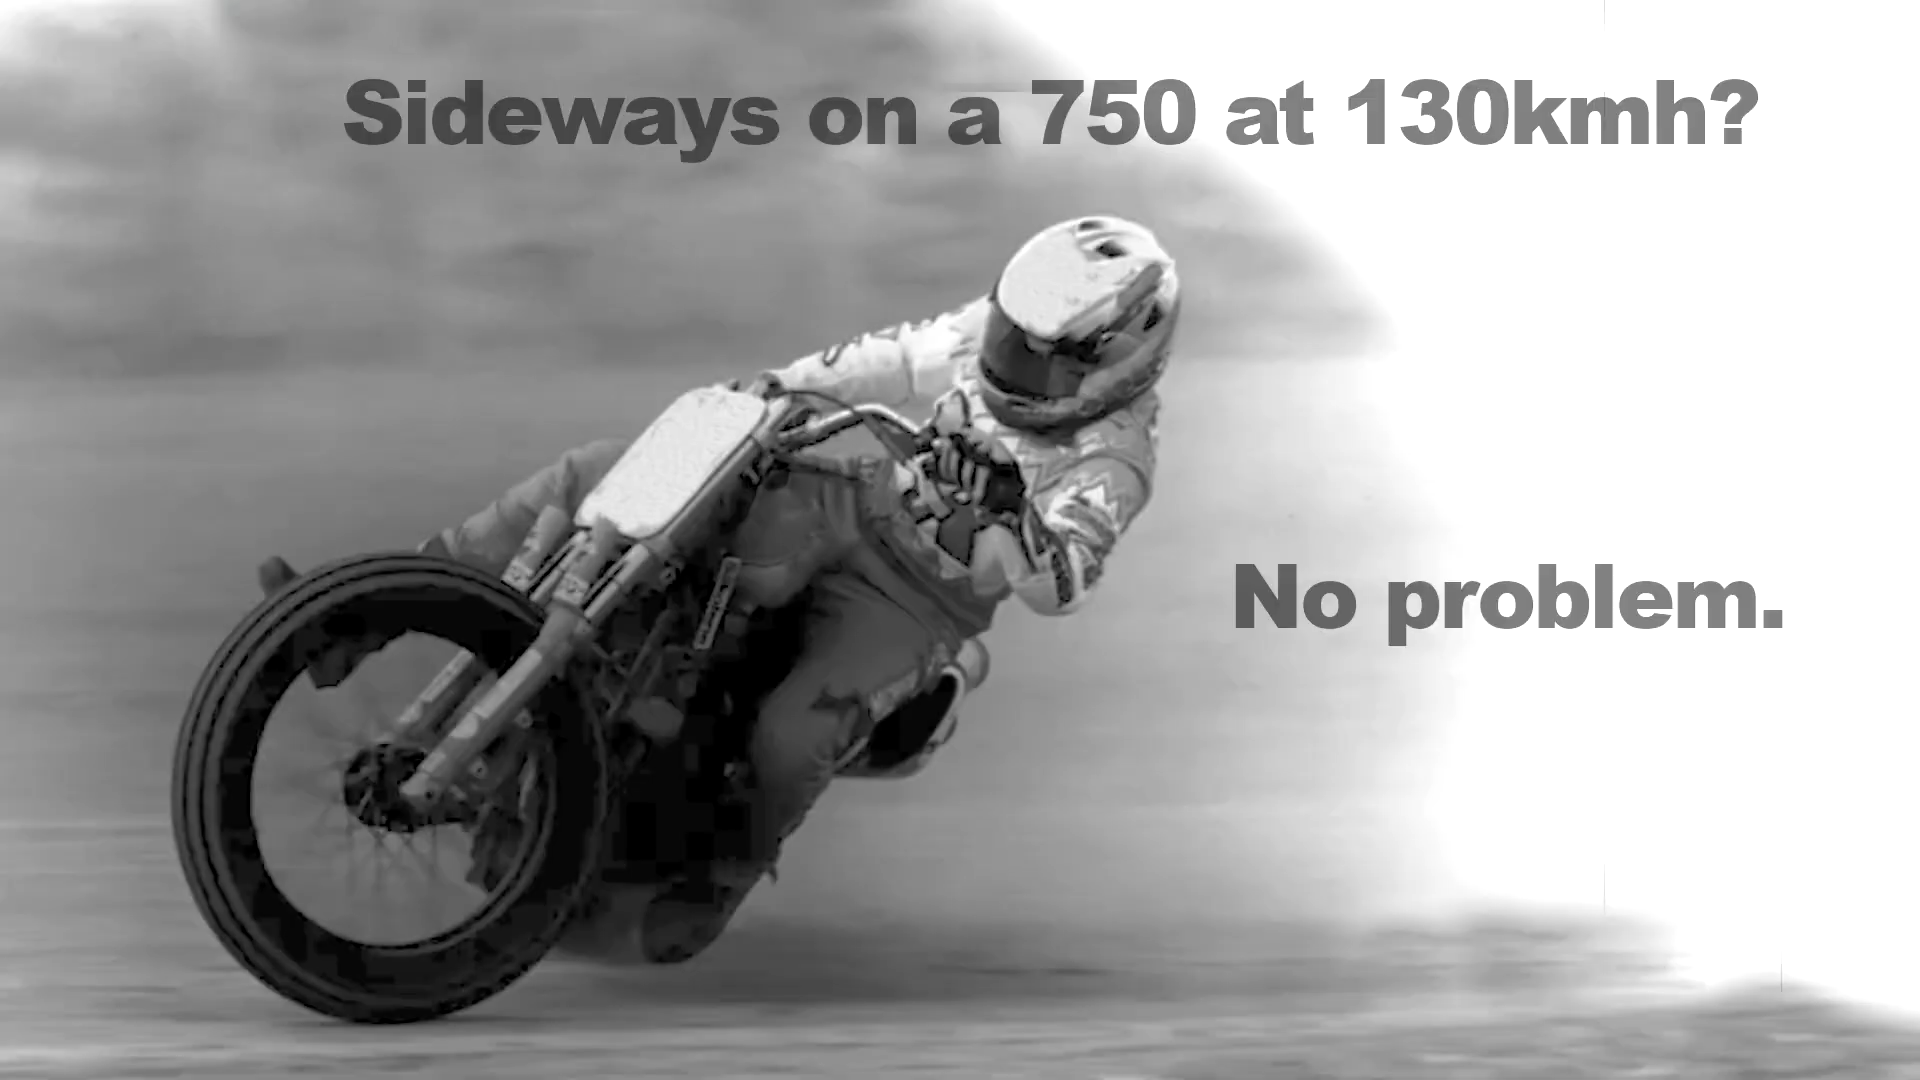 Sideways on a 750 at 130kmh?
No problem.